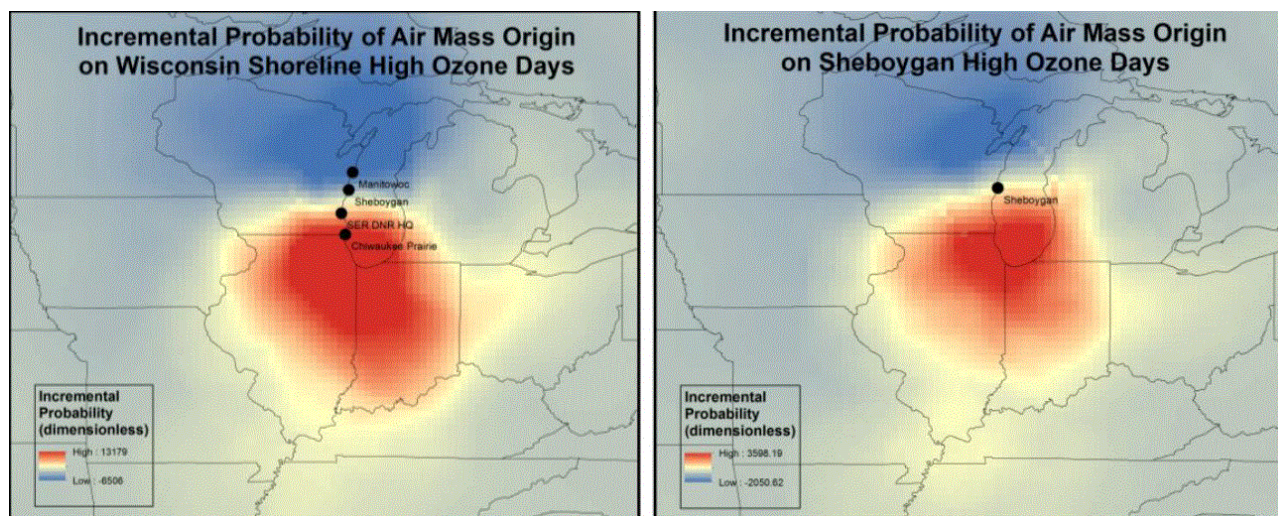 Incremental Probability of Air Mass Origin
on Wisconsin Shoreline High Ozone Days
Manitowoc
Sheboygan
SER DNR HQ
Chiwaukee Prairie
Incremental
Probability
(dimensionless)
High : 13179
Low : -6506
Incremental Probability of Air Mass Origin
on Sheboygan High Ozone Days
Sheboygan
Incremental
Probability
(dimensionless)
High : 3598.19
Low : -2050.62